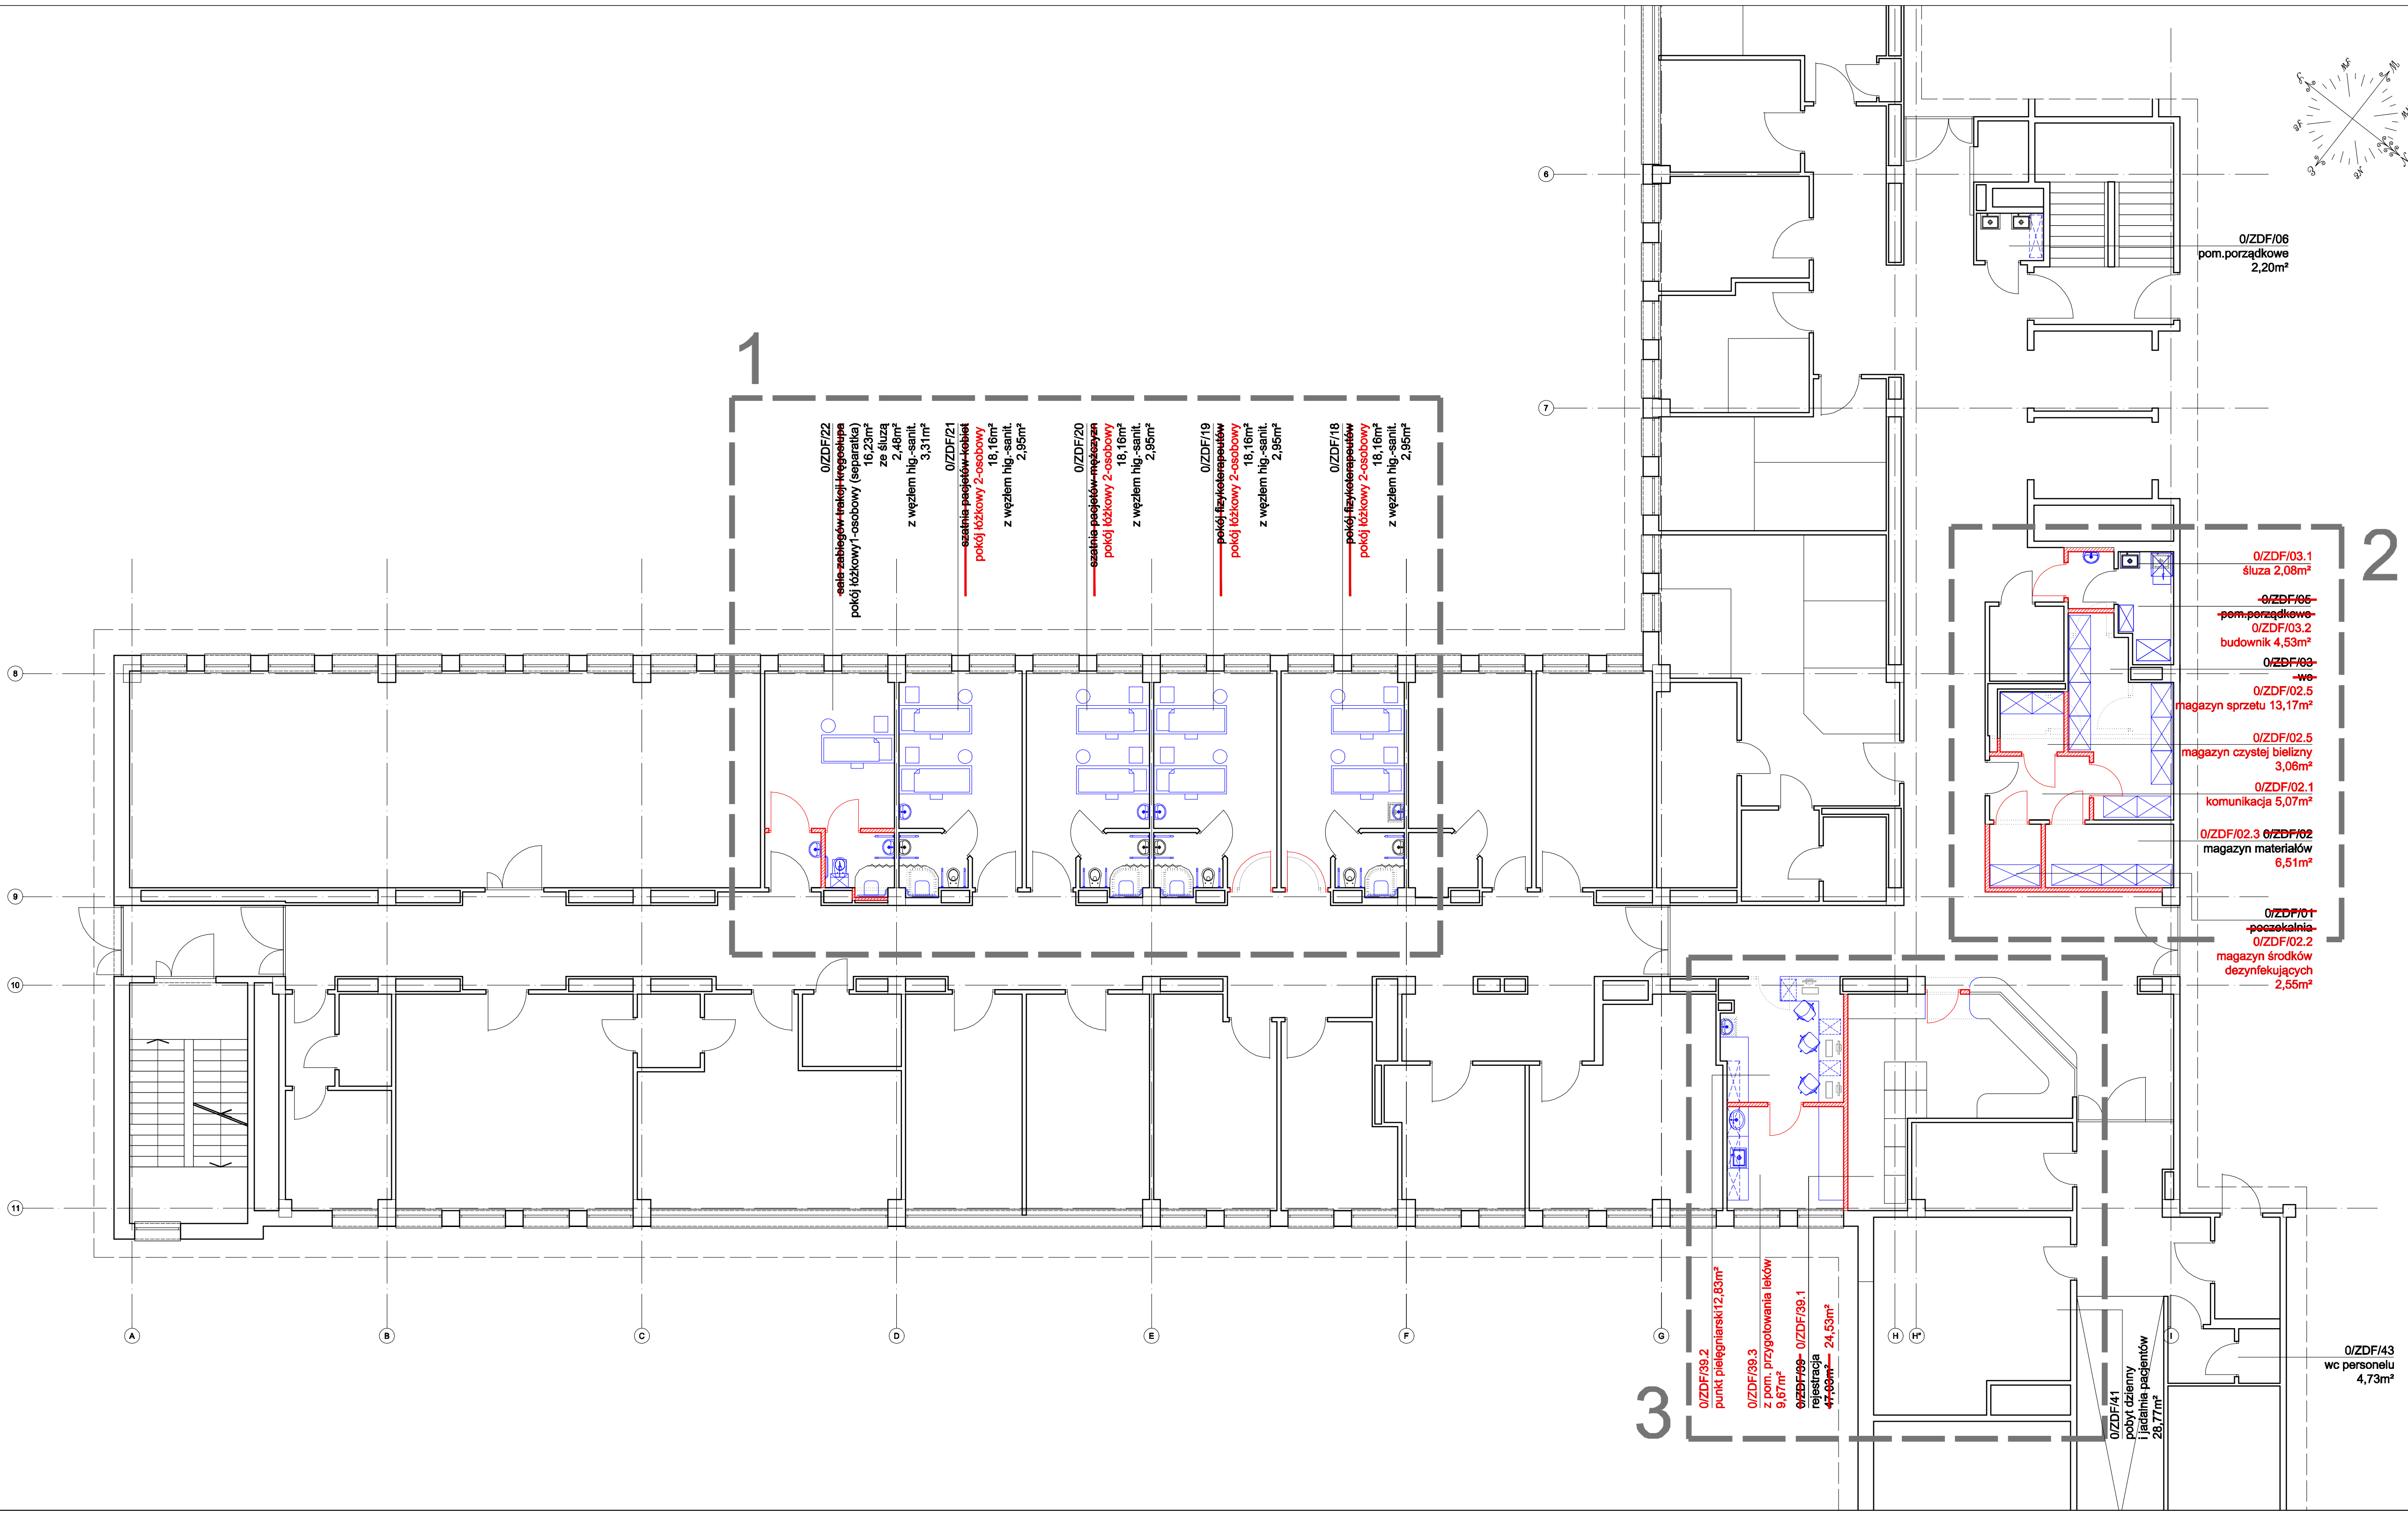 6
7
8
9
10
11
A
B
C
D
E
F
G
H
H"
I
1
2
3
0/ZDF/22
sala zabiegów trakcji kręgosłupa
pokój łóżkowy1-osobowy (separatka)
16,23m²
ze śluzą
2,48m²
z węzłem hig.-sanit.
3,31m²
0/ZDF/21
szatnia pacjetów kobiet
pokój łóżkowy 2-osobowy
18,16m²
z węzłem hig.-sanit.
2,95m²
0/ZDF/20
szatnia pacjetów mężczyzn
pokój łóżkowy 2-osobowy
18,16m²
z węzłem hig.-sanit.
2,95m²
0/ZDF/19
pokój fizykoterapeutów
pokój łóżkowy 2-osobowy
18,16m²
z węzłem hig.-sanit.
2,95m²
0/ZDF/18
pokój fizykoterapeutów
pokój łóżkowy 2-osobowy
18,16m²
z węzłem hig.-sanit.
2,95m²
0/ZDF/06
pom.porządkowe
2,20m²
0/ZDF/03.1
śluza 2,08m²
0/ZDF/05
pom.porządkowe
0/ZDF/03.2
budownik 4,53m²
0/ZDF/03
wc
0/ZDF/02.5
magazyn sprzetu 13,17m²
0/ZDF/02.5
magazyn czystej bielizny
3,06m²
0/ZDF/02.1
komunikacja 5,07m²
0/ZDF/02.3 0/ZDF/02
magazyn materiałów
6,51m²
0/ZDF/01
poczekalnia
0/ZDF/02.2
magazyn środków
dezynfekujących
2,55m²
0/ZDF/39.2
punkt pielęgniarski12,83m²
0/ZDF/39.3
z pom. przygotowania leków
9,67m²
0/ZDF/39 0/ZDF/39.1
rejestracja
47,03m² 24,53m²
0/ZDF/41
pobyt dzienny
i jadalnia pacjentów
28,77m²
0/ZDF/43
wc personelu
4,73m²